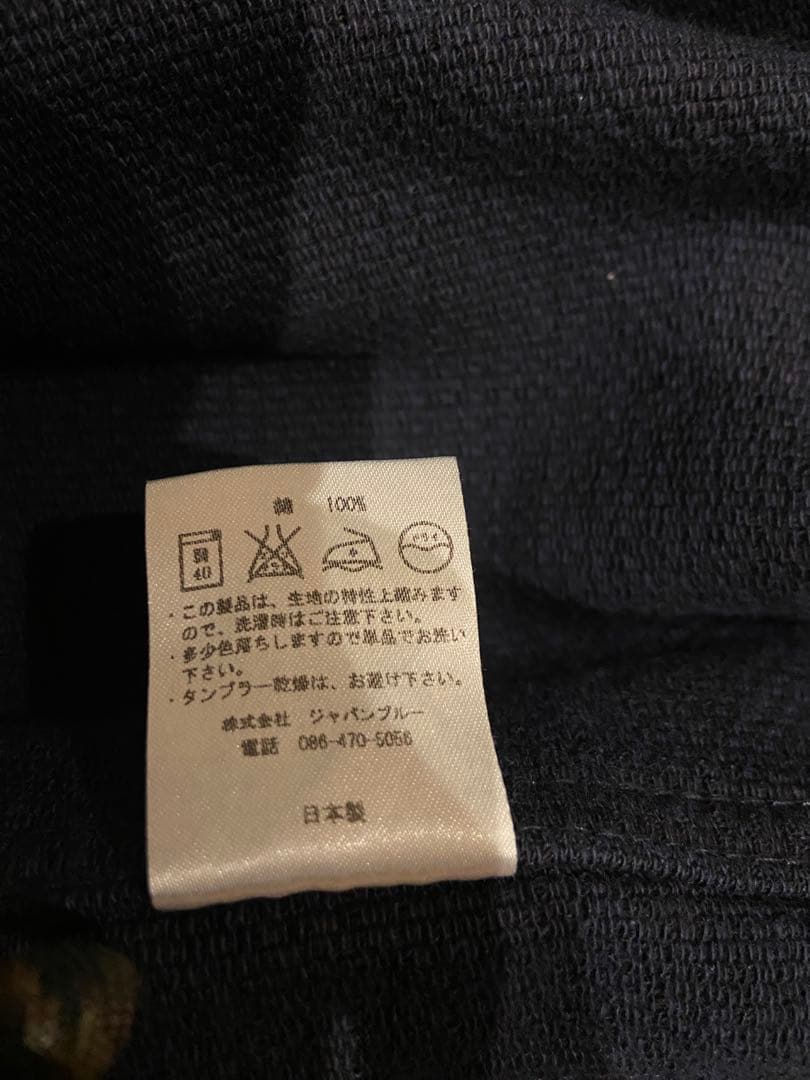 綿 100%
弱
40
ドライ
・この製品は、生地の特性上縮みます
ので、洗濯時はご注意下さい。
・多少色落ちしますので単品でお洗い
下さい。
・タンブラー乾燥は、お避け下さい。
株式会社 ジャパンブルー
電話 086-470-5056
日本製